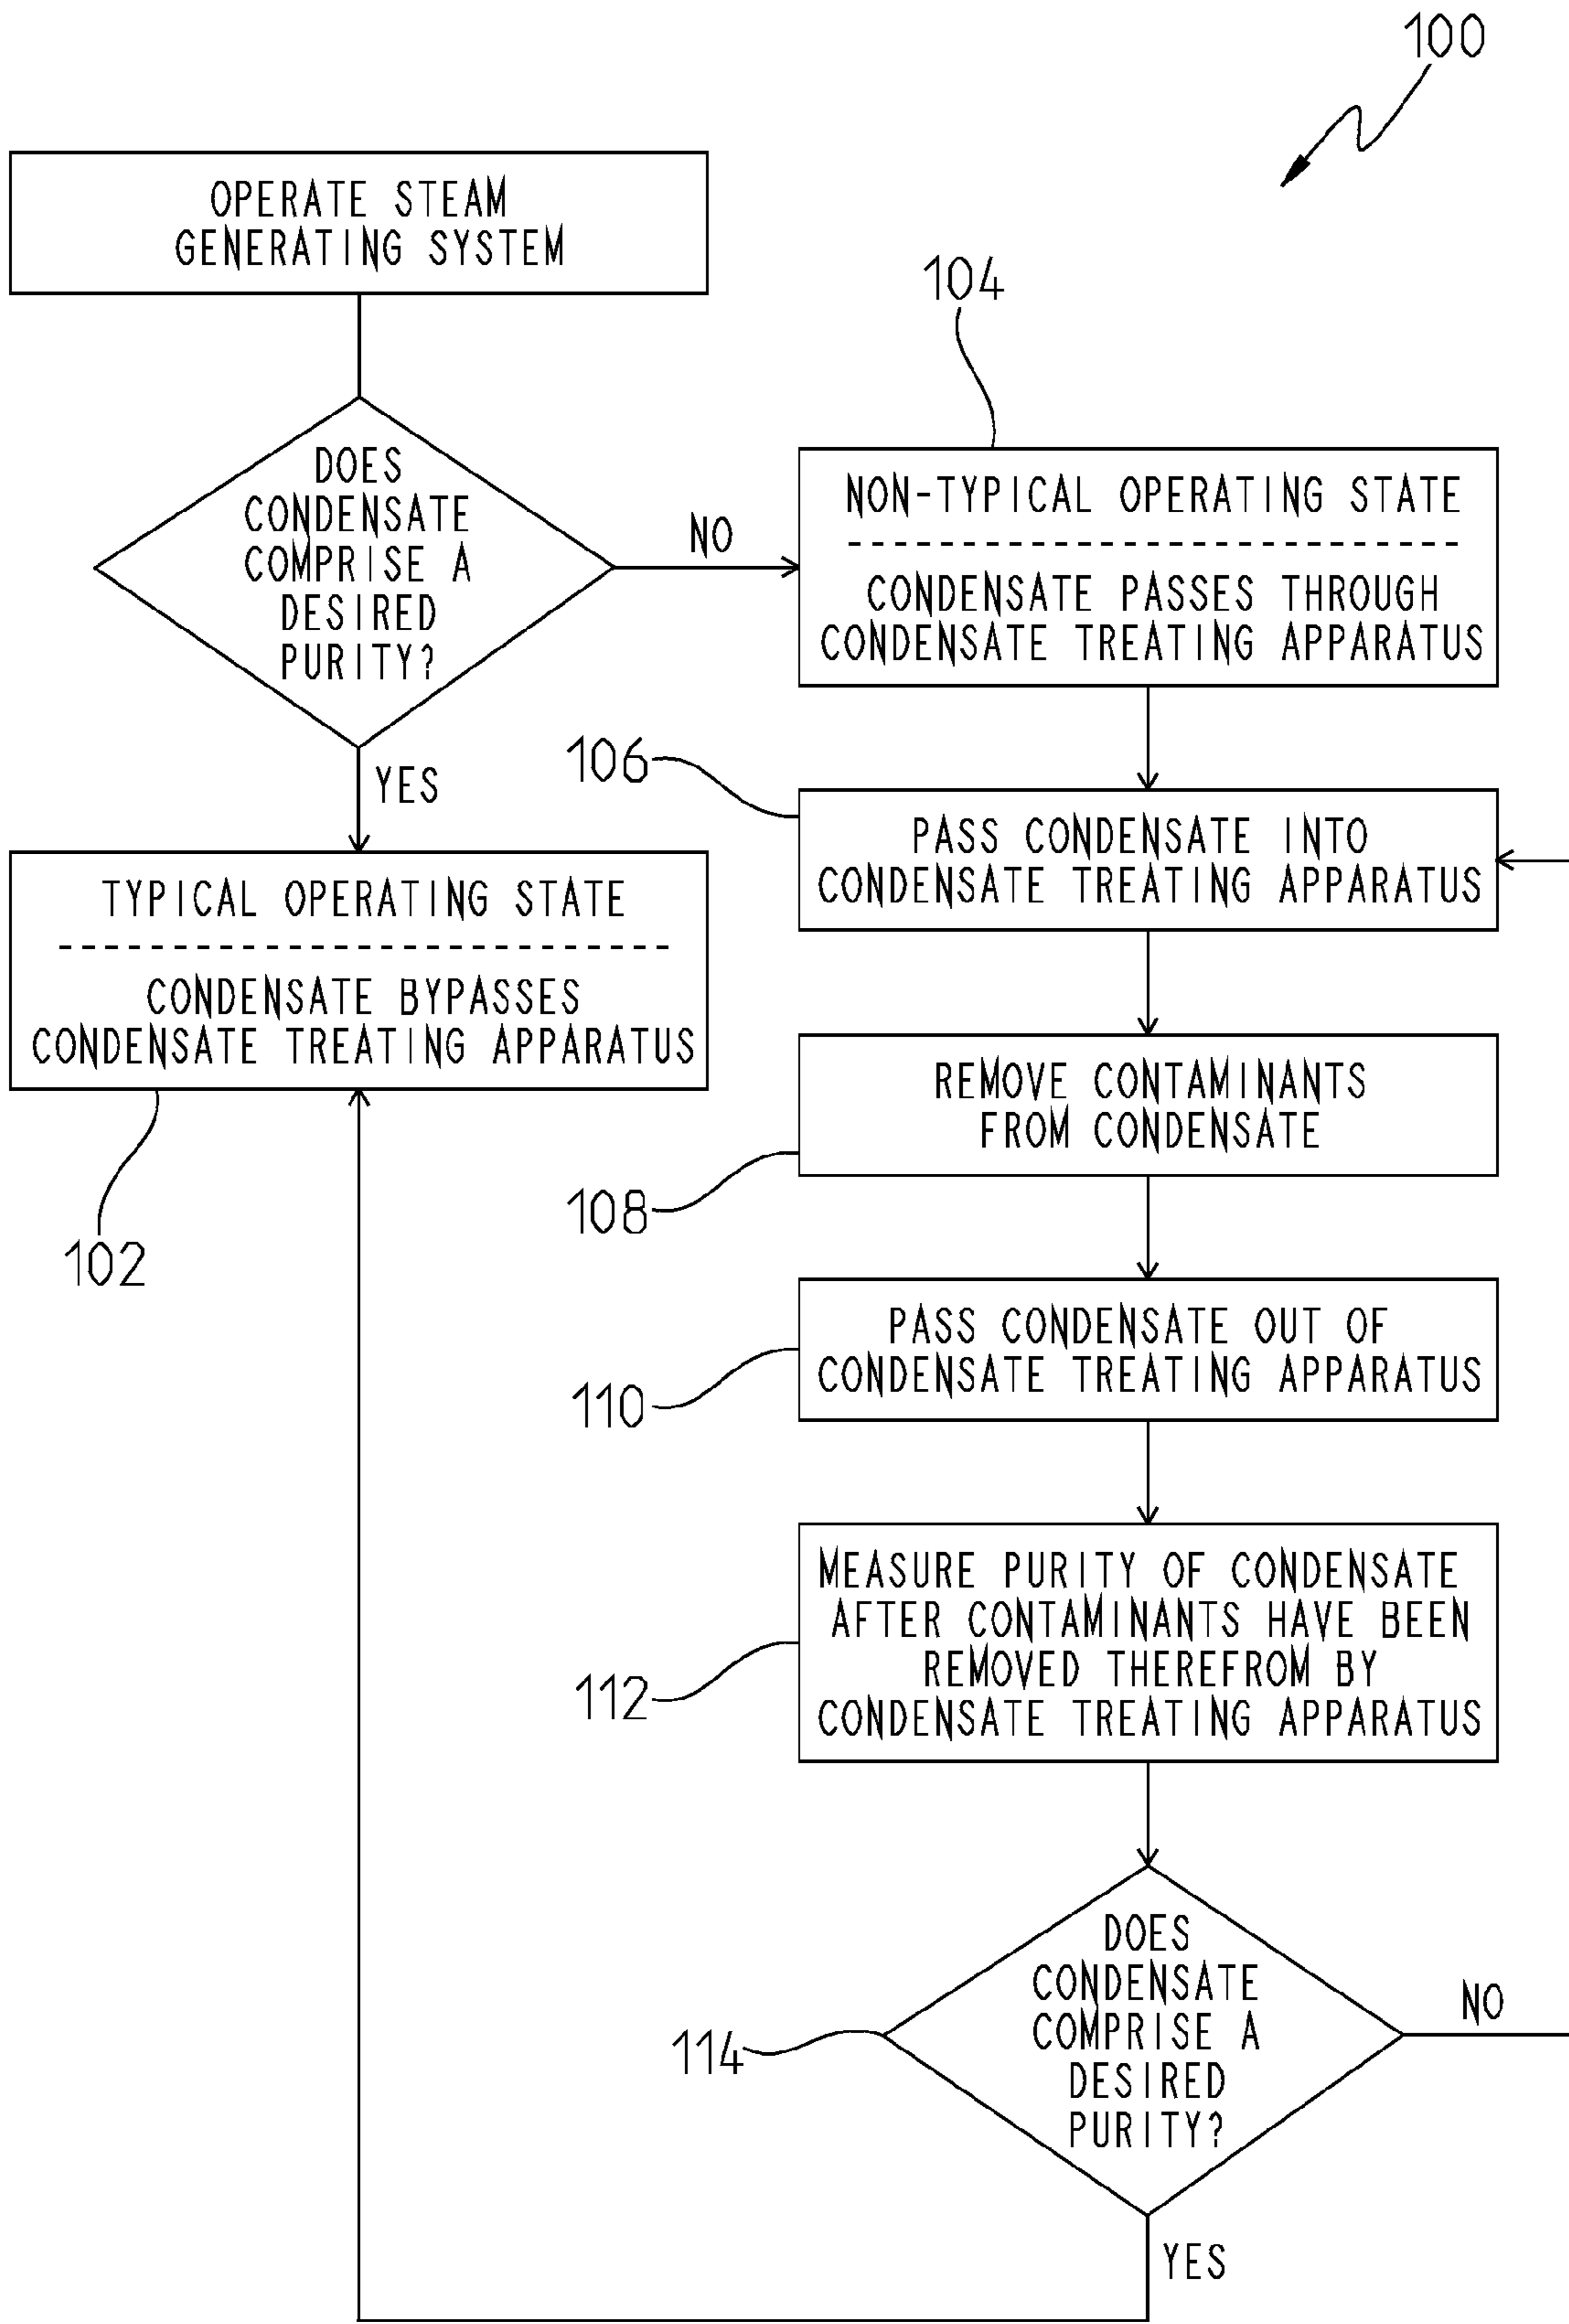 100
OPERATE STEAM
GENERATING SYSTEM
DOES
CONDENSATE
COMPRISE A
DESIRED
PURITY?
NO
YES
104
NON-TYPICAL OPERATING STATE
CONDENSATE PASSES THROUGH
CONDENSATE TREATING APPARATUS
TYPICAL OPERATING STATE
CONDENSATE BYPASSES
CONDENSATE TREATING APPARATUS
102
106
PASS CONDENSATE INTO
CONDENSATE TREATING APPARATUS
REMOVE CONTAMINANTS
FROM CONDENSATE
108
PASS CONDENSATE OUT OF
CONDENSATE TREATING APPARATUS
110
MEASURE PURITY OF CONDENSATE
AFTER CONTAMINANTS HAVE BEEN
REMOVED THEREFROM BY
CONDENSATE TREATING APPARATUS
112
DOES
CONDENSATE
COMPRISE A
DESIRED
PURITY?
114
NO
YES